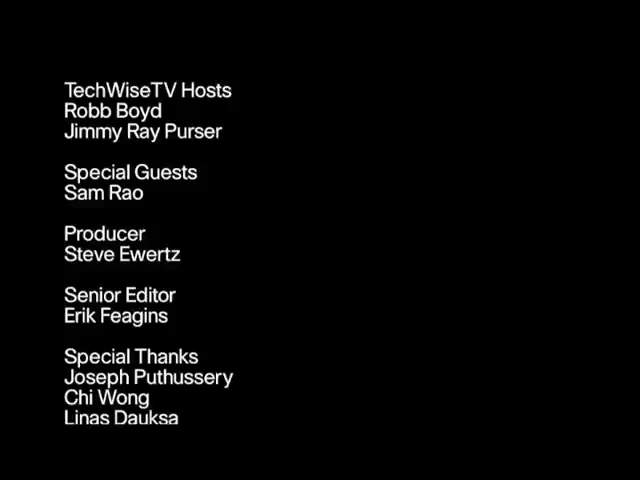 TechWiseTV Hosts
Robb Boyd
Jimmy Ray Purser
Special Guests
Sam Rao
Producer
Steve Ewertz
Senior Editor
Erik Feagins
Special Thanks
Joseph Puthussery
Chi Wong
Linas Dauksa